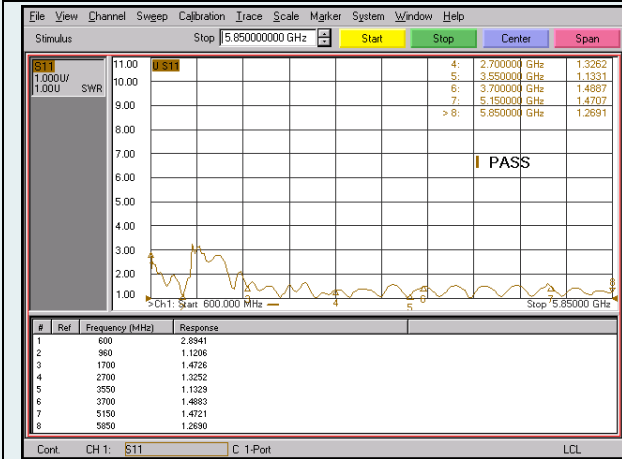 File View Channel Sweep Calibration Trace Scale Marker System Window Help
Stimulus Stop 5.850000000 GHz Start Stop Center Span
S11
1.000U/
1.00U SWR
11.00
10.00
9.00
8.00
7.00
6.00
5.00
4.00
3.00
2.00
1.00
U S11
4: 2.700000 GHz 1.3262
5: 3.550000 GHz 1.1331
6: 3.700000 GHz 1.4887
7: 5.150000 GHz 1.4707
> 8: 5.850000 GHz 1.2691
PASS
2
4
5
6
7
8
>Ch1: Start 600.000 MHz
Stop 5.85000 GHz
# Ref Frequency (MHz) Response
1 600 2.8941
2 960 1.1206
3 1700 1.4726
4 2700 1.3252
5 3550 1.1329
6 3700 1.4883
7 5150 1.4721
8 5850 1.2690
Cont. CH 1: S11 C 1-Port LCL